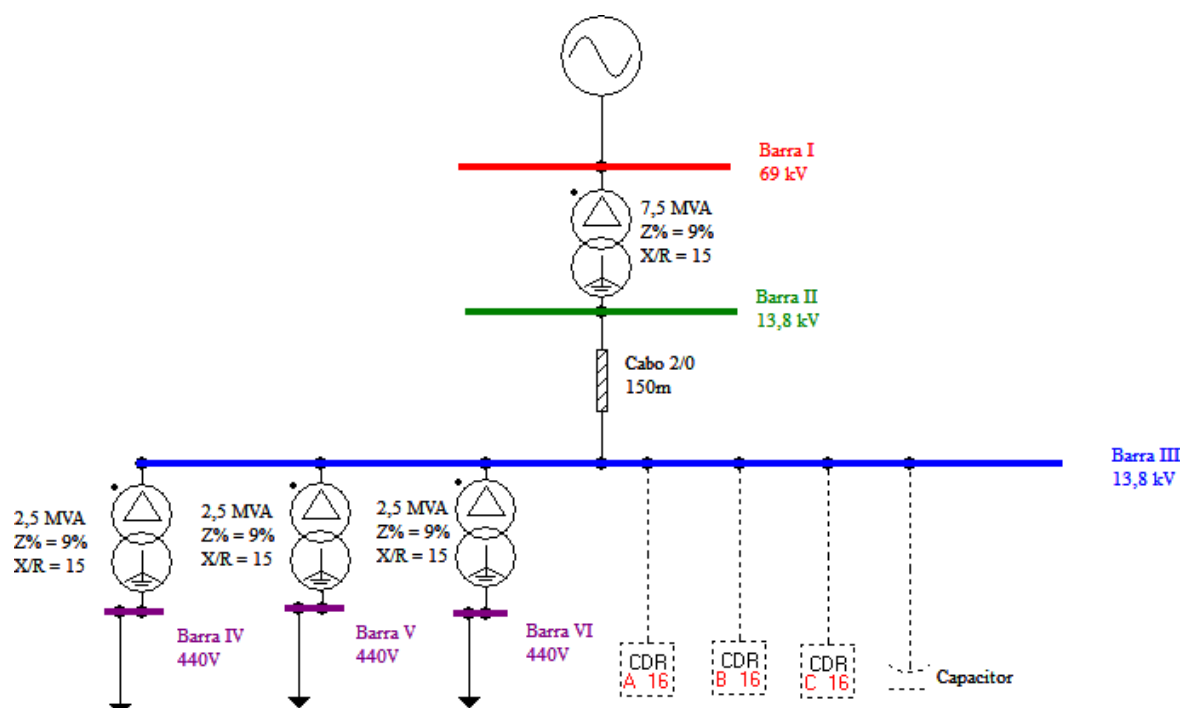 Barra I
69 kV
7,5 MVA
Z% = 9%
X/R = 15
Barra II
13,8 kV
Cabo 2/0
150m
Barra III
13,8 kV
2,5 MVA
Z% = 9%
X/R = 15
2,5 MVA
Z% = 9%
X/R = 15
2,5 MVA
Z% = 9%
X/R = 15
Barra IV
440V
Barra V
440V
Barra VI
440V
CDR
A 16
CDR
B 16
CDR
C 16
Capacitor